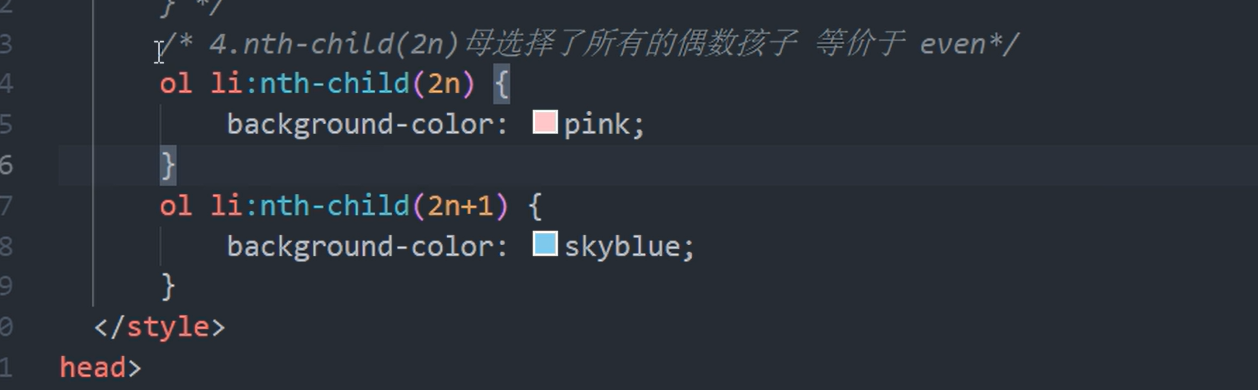 2 } */
3 /* 4.nth-child(2n)母选择了所有的偶数孩子 等价于 even*/
4 ol li:nth-child(2n) {
5 background-color: pink;
6 }
7 ol li:nth-child(2n+1) {
8 background-color: skyblue;
9 }
0 </style>
1 head>